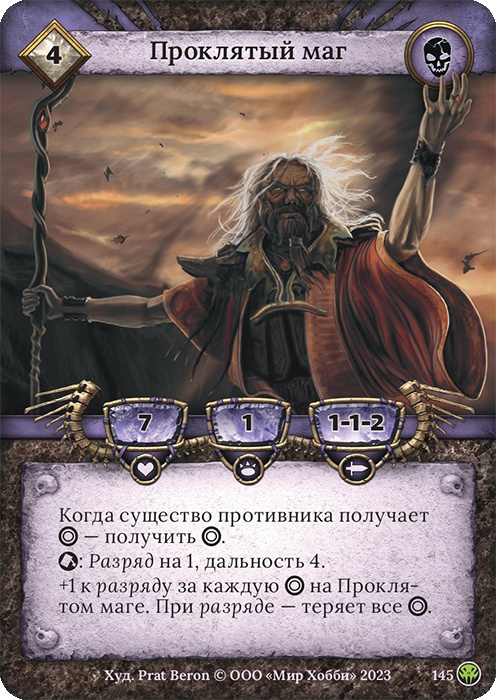 4
Проклятый маг
7
1
1-1-2
Когда существо противника получает
— получить .
: Разряд на 1, дальность 4.
+1 к разряду за каждую на Прокля-
том маге. При разряде — теряет все .
Худ. Prat Beron © ООО «Мир Хобби» 2023
145